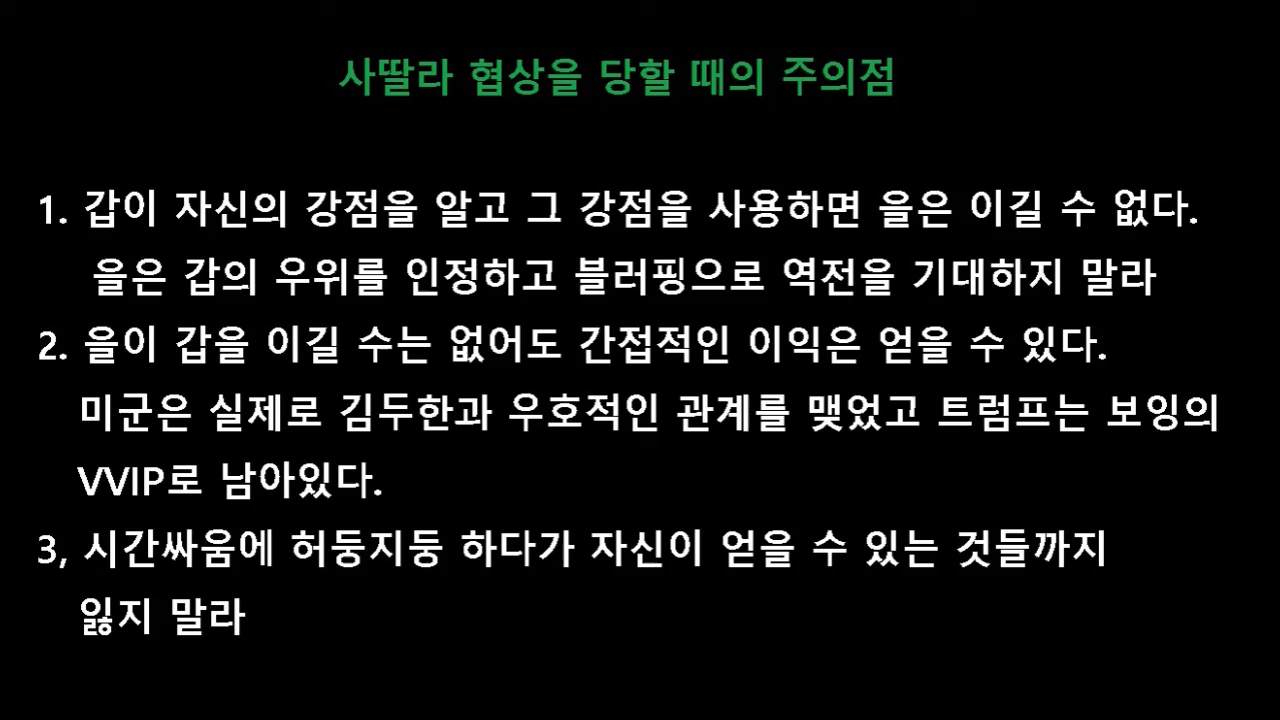 사딸라 협상을 당할 때의 주의점
1. 갑이 자신의 강점을 알고 그 강점을 사용하면 을은 이길 수 없다.
을은 갑의 우위를 인정하고 블러핑으로 역전을 기대하지 말라
2. 을이 갑을 이길 수는 없어도 간접적인 이익은 얻을 수 있다.
미군은 실제로 김두한과 우호적인 관계를 맺었고 트럼프는 보잉의
VVIP로 남아있다.
3, 시간싸움에 허둥지둥 하다가 자신이 얻을 수 있는 것들까지
잃지 말라